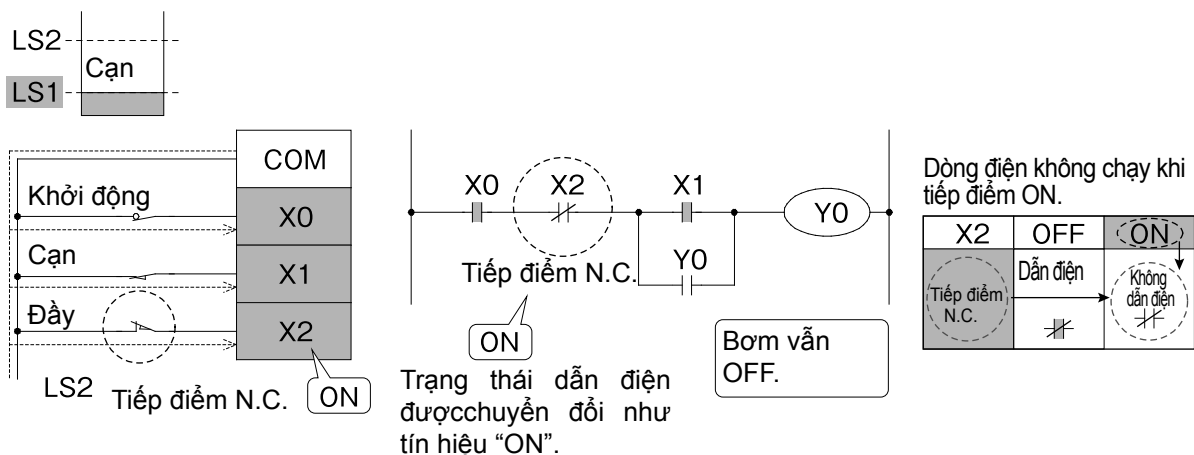 LS2
Cạn
LS1
COM
Khởi động
X0
Cạn
X1
Đầy
X2
LS2
Tiếp điểm N.C.
ON
X0
X2
X1
Y0
Tiếp điểm N.C.
Y0
ON
Trạng thái dẫn điện
đượcchuyển đổi như
tín hiệu “ON”.
Bơm vẫn
OFF.
Dòng điện không chạy khi
tiếp điểm ON.
X2 OFF ON
Tiếp điểm
N.C.
Dẫn điện
Không
dẫn điện